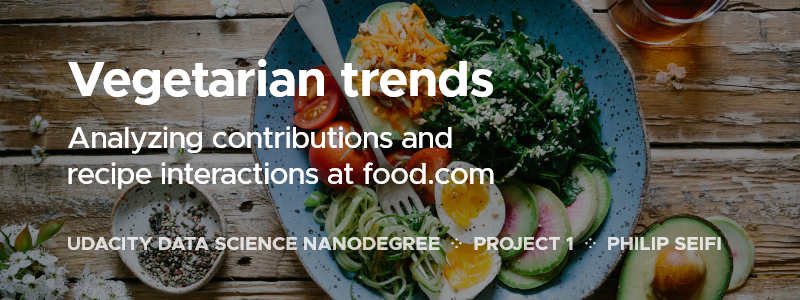 Vegetarian trends
Analyzing contributions and
recipe interactions at food.com
UDACITY DATA SCIENCE NANODEGREE ⁘ PROJECT 1 ⁘ PHILIP SEIFI